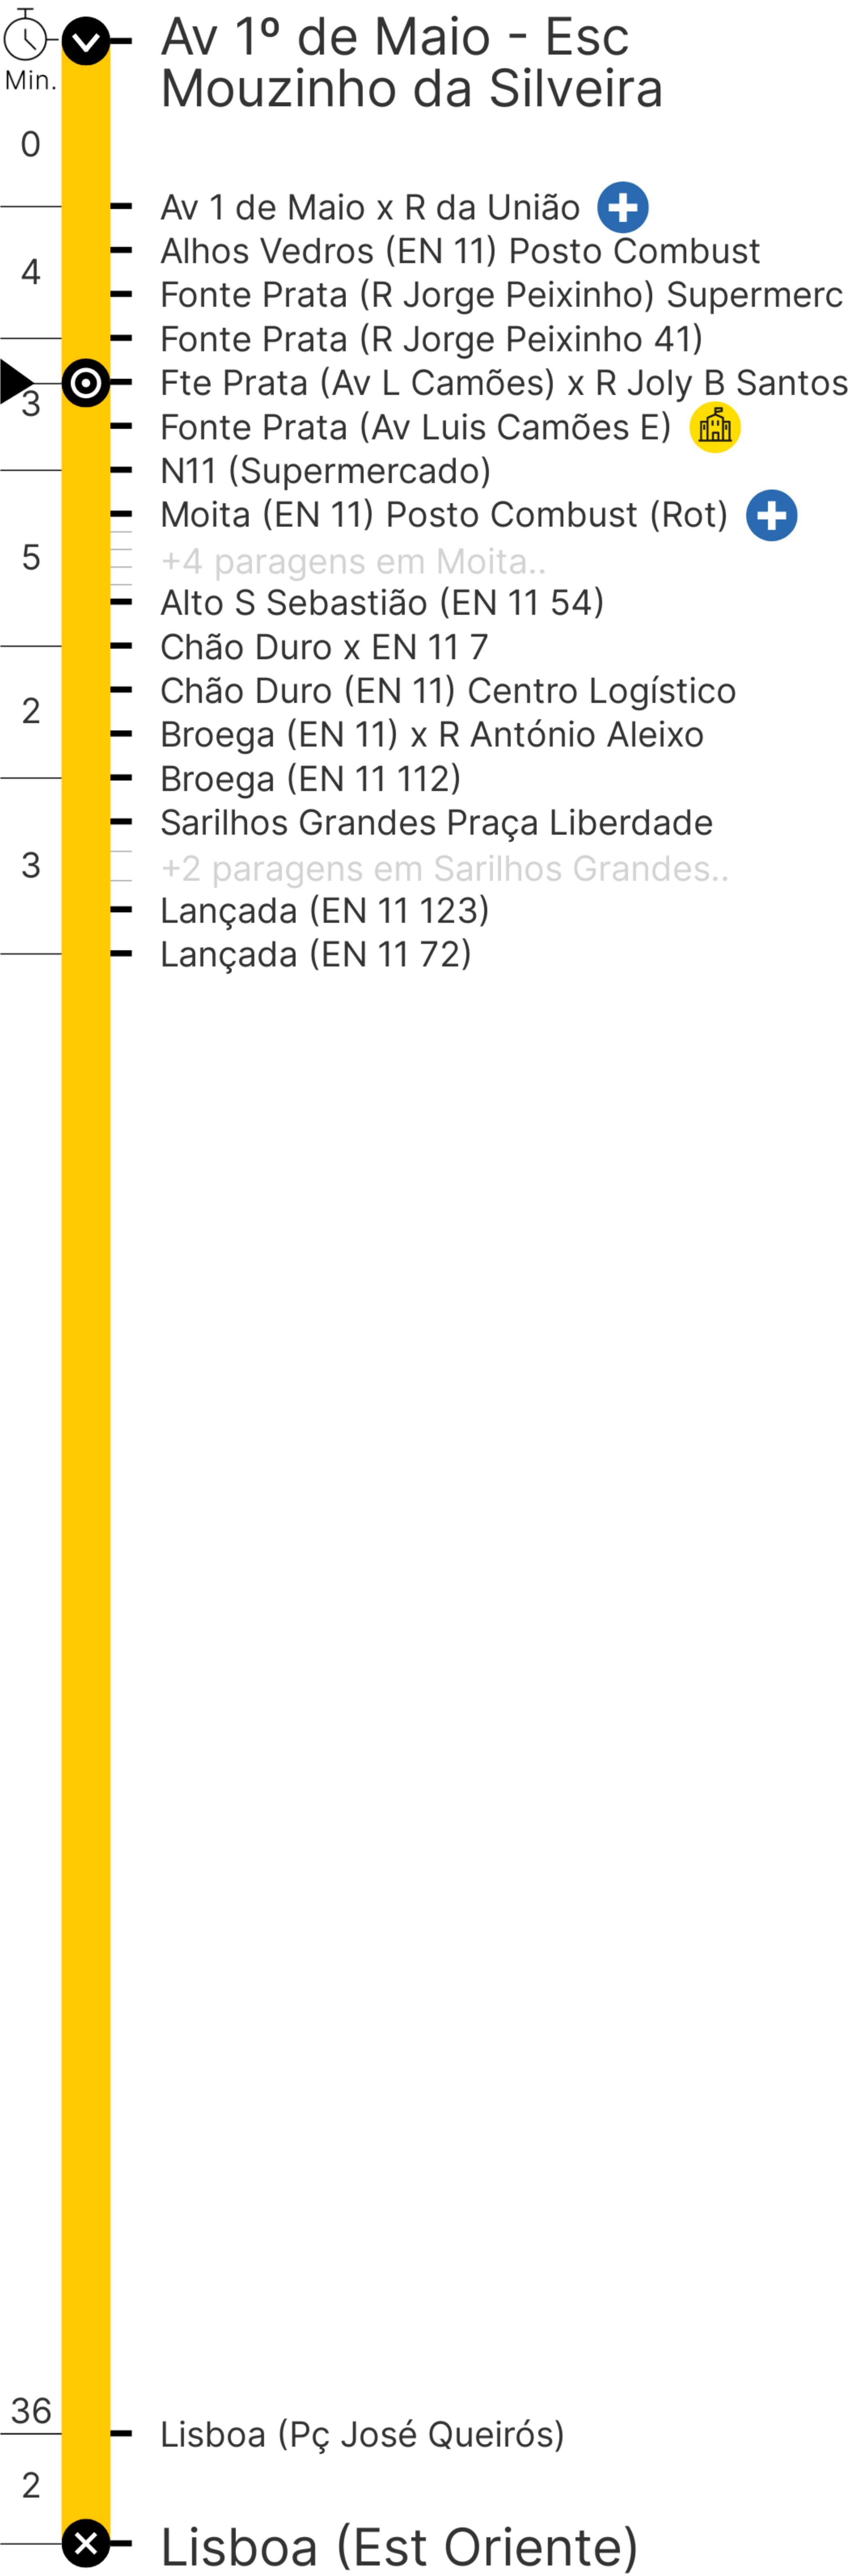 Av 1º de Maio - Esc
Mouzinho da Silveira
Min.
0
Av 1 de Maio x R da União
Alhos Vedros (EN 11) Posto Combust
4
Fonte Prata (R Jorge Peixinho) Supermerc
Fonte Prata (R Jorge Peixinho 41)
Fte Prata (Av L Camões) x R Joly B Santos
3
Fonte Prata (Av Luis Camões E)
N11 (Supermercado)
Moita (EN 11) Posto Combust (Rot)
5
+4 paragens em Moita..
Alto S Sebastião (EN 11 54)
Chão Duro x EN 11 7
Chão Duro (EN 11) Centro Logístico
2
Broega (EN 11) x R António Aleixo
Broega (EN 11 112)
Sarilhos Grandes Praça Liberdade
3
+2 paragens em Sarilhos Grandes..
Lançada (EN 11 123)
Lançada (EN 11 72)
36
Lisboa (Pç José Queirós)
2
Lisboa (Est Oriente)